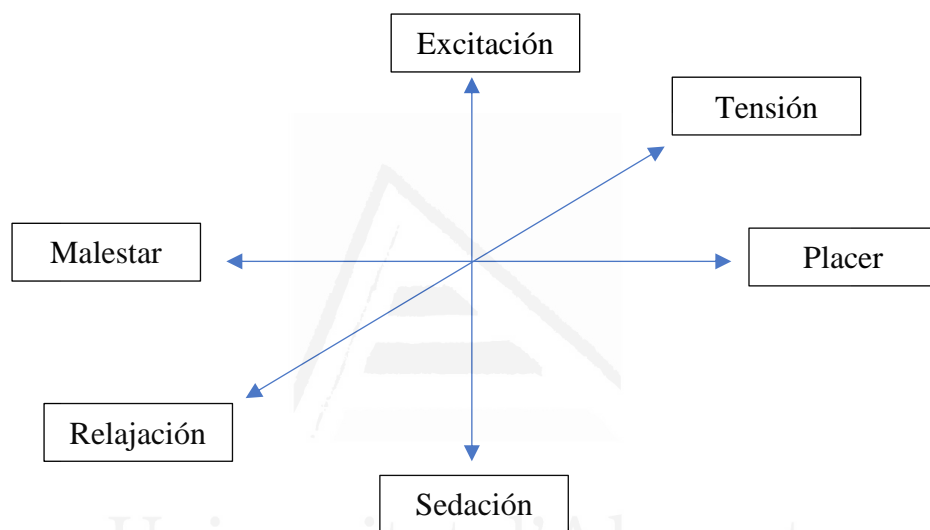 Excitación
Tensión
Malestar
Placer
Relajación
Sedación